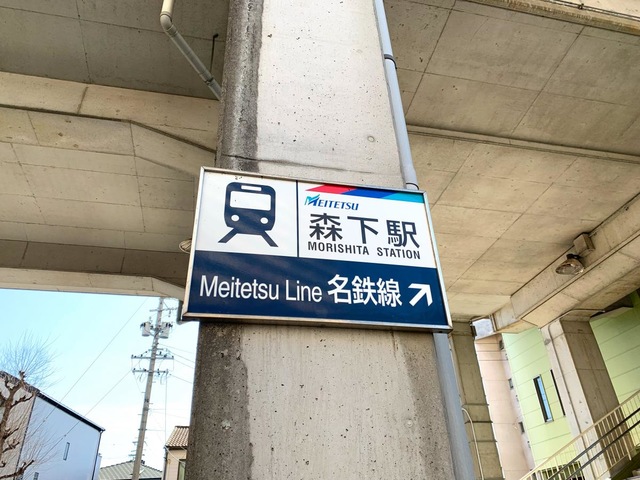 MEITETSU
森下駅
MORISHITA STATION
Meitetsu Line 名鉄線